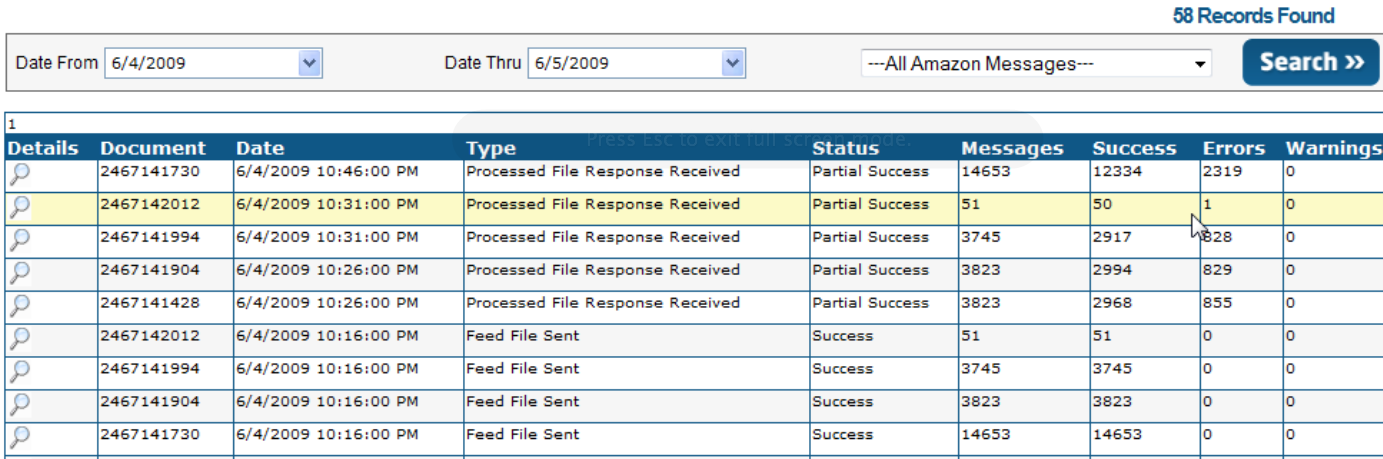 58 Records Found
Date From 6/4/2009 Date Thru 6/5/2009 ---All Amazon Messages--- Search »
1
Press Esc to exit full screen mode.
Details Document Date Type Status Messages Success Errors Warnings
2467141730 6/4/2009 10:46:00 PM Processed File Response Received Partial Success 14653 12334 2319 0
2467142012 6/4/2009 10:31:00 PM Processed File Response Received Partial Success 51 50 1 0
2467141994 6/4/2009 10:31:00 PM Processed File Response Received Partial Success 3745 2917 828 0
2467141904 6/4/2009 10:26:00 PM Processed File Response Received Partial Success 3823 2994 829 0
2467141428 6/4/2009 10:26:00 PM Processed File Response Received Partial Success 3823 2968 855 0
2467142012 6/4/2009 10:16:00 PM Feed File Sent Success 51 51 0 0
2467141994 6/4/2009 10:16:00 PM Feed File Sent Success 3745 3745 0 0
2467141904 6/4/2009 10:16:00 PM Feed File Sent Success 3823 3823 0 0
2467141730 6/4/2009 10:16:00 PM Feed File Sent Success 14653 14653 0 0